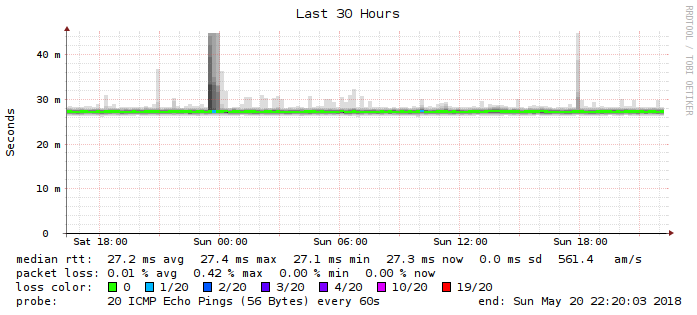 Last 30 Hours
RRDTOOL / TOBI OETIKER
Seconds
40 m
30 m
20 m
10 m
0
Sat 18:00 Sun 00:00 Sun 06:00 Sun 12:00 Sun 18:00
median rtt: 27.2 ms avg 27.4 ms max 27.1 ms min 27.3 ms now 0.0 ms sd 561.4 am/s
packet loss: 0.01 % avg 0.42 % max 0.00 % min 0.00 % now
loss color: 0 1/20 2/20 3/20 4/20 10/20 19/20
probe: 20 ICMP Echo Pings (56 Bytes) every 60s end: Sun May 20 22:20:03 2018